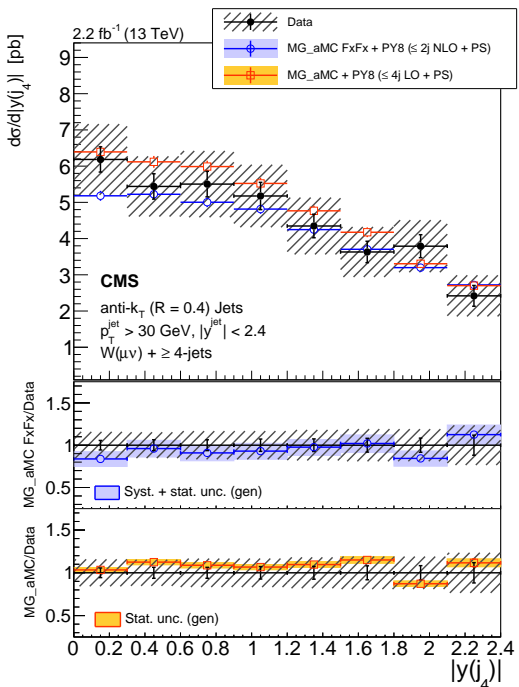 2.2 fb⁻¹ (13 TeV)
Data
MG_aMC FxFx + PY8 (≤ 2j NLO + PS)
MG_aMC + PY8 (≤ 4j LO + PS)
dσ/d|y(j₄)| [pb]
9
8
7
6
5
4
3
2
1
CMS
anti-k_T (R = 0.4) Jets
p_T^jet > 30 GeV, |y^jet| < 2.4
W(μν) + ≥ 4-jets
MG_aMC FxFx/Data
1.5
1
0.5
Syst. + stat. unc. (gen)
MG_aMC/Data
1.5
1
0.5
Stat. unc. (gen)
0 0.2 0.4 0.6 0.8 1 1.2 1.4 1.6 1.8 2 2.2 2.4
|y(j₄)|